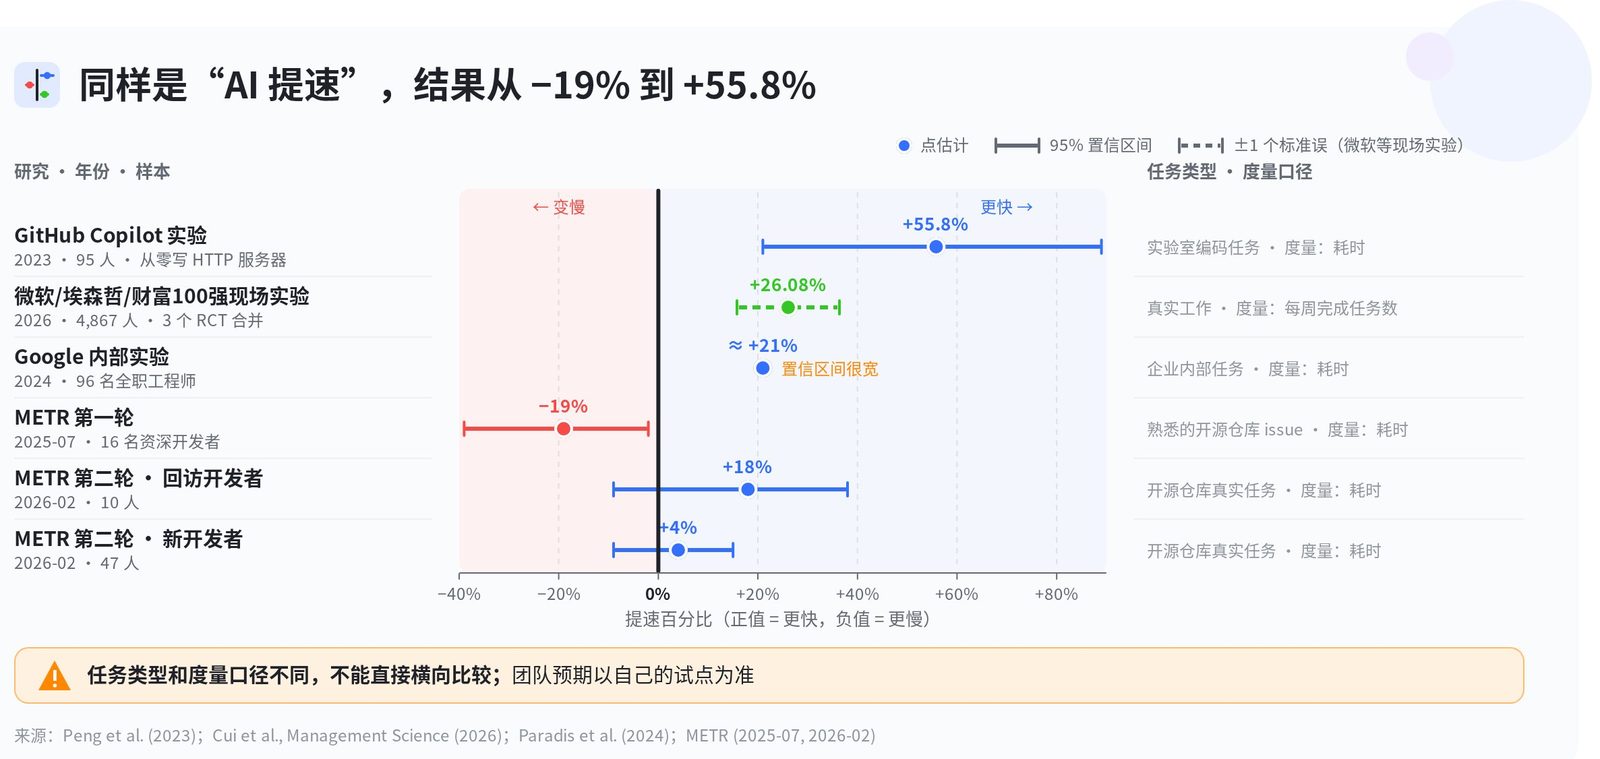 同样是“AI 提速”，结果从 −19% 到 +55.8%
点估计 95% 置信区间 ±1 个标准误（微软等现场实验）
研究 · 年份 · 样本
任务类型 · 度量口径
← 变慢
更快 →
GitHub Copilot 实验
2023 · 95 人 · 从零写 HTTP 服务器
+55.8%
实验室编码任务 · 度量：耗时
微软/埃森哲/财富100强现场实验
2026 · 4,867 人 · 3 个 RCT 合并
+26.08%
真实工作 · 度量：每周完成任务数
Google 内部实验
2024 · 96 名全职工程师
≈ +21%
置信区间很宽
企业内部任务 · 度量：耗时
METR 第一轮
2025-07 · 16 名资深开发者
−19%
熟悉的开源仓库 issue · 度量：耗时
METR 第二轮 · 回访开发者
2026-02 · 10 人
+18%
开源仓库真实任务 · 度量：耗时
METR 第二轮 · 新开发者
2026-02 · 47 人
+4%
开源仓库真实任务 · 度量：耗时
−40% −20% 0% +20% +40% +60% +80%
提速百分比（正值 = 更快，负值 = 更慢）
任务类型和度量口径不同，不能直接横向比较；团队预期以自己的试点为准
来源：Peng et al. (2023)；Cui et al., Management Science (2026)；Paradis et al. (2024)；METR (2025-07, 2026-02)